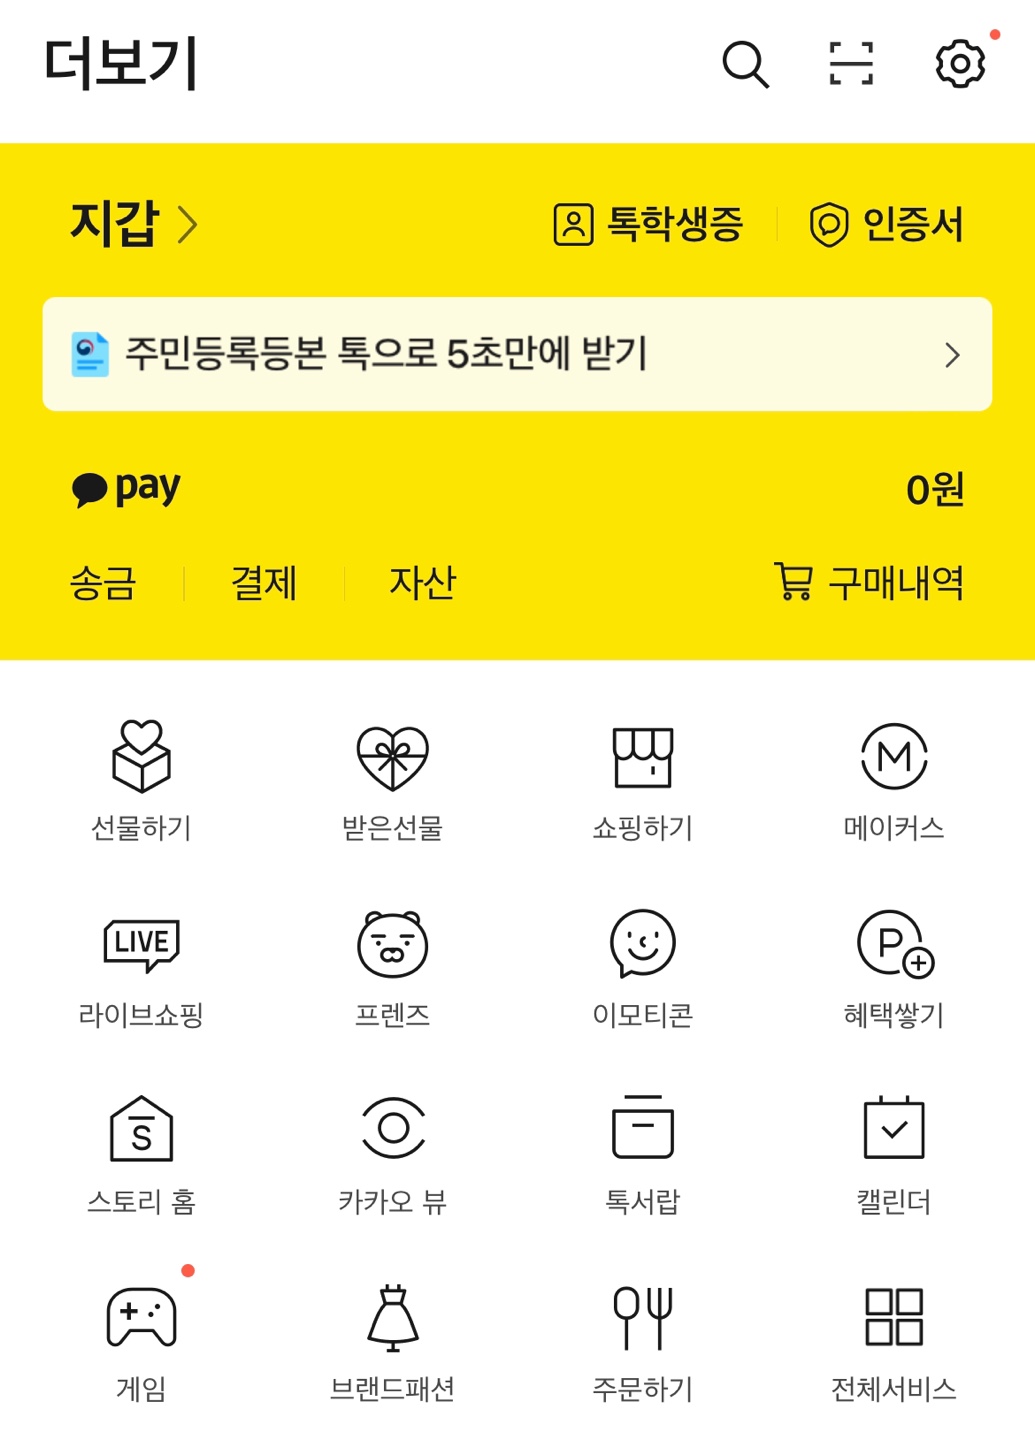 더보기
지갑 톡학생증 인증서
주민등록등본 톡으로 5초만에 받기
pay 0원
송금 결제 자산 구매내역
선물하기 받은선물 쇼핑하기 M 메이커스
LIVE 라이브쇼핑 프렌즈 이모티콘 P 혜택쌓기
S 스토리 홈 카카오 뷰 톡서랍 캘린더
게임 브랜드패션 주문하기 전체서비스